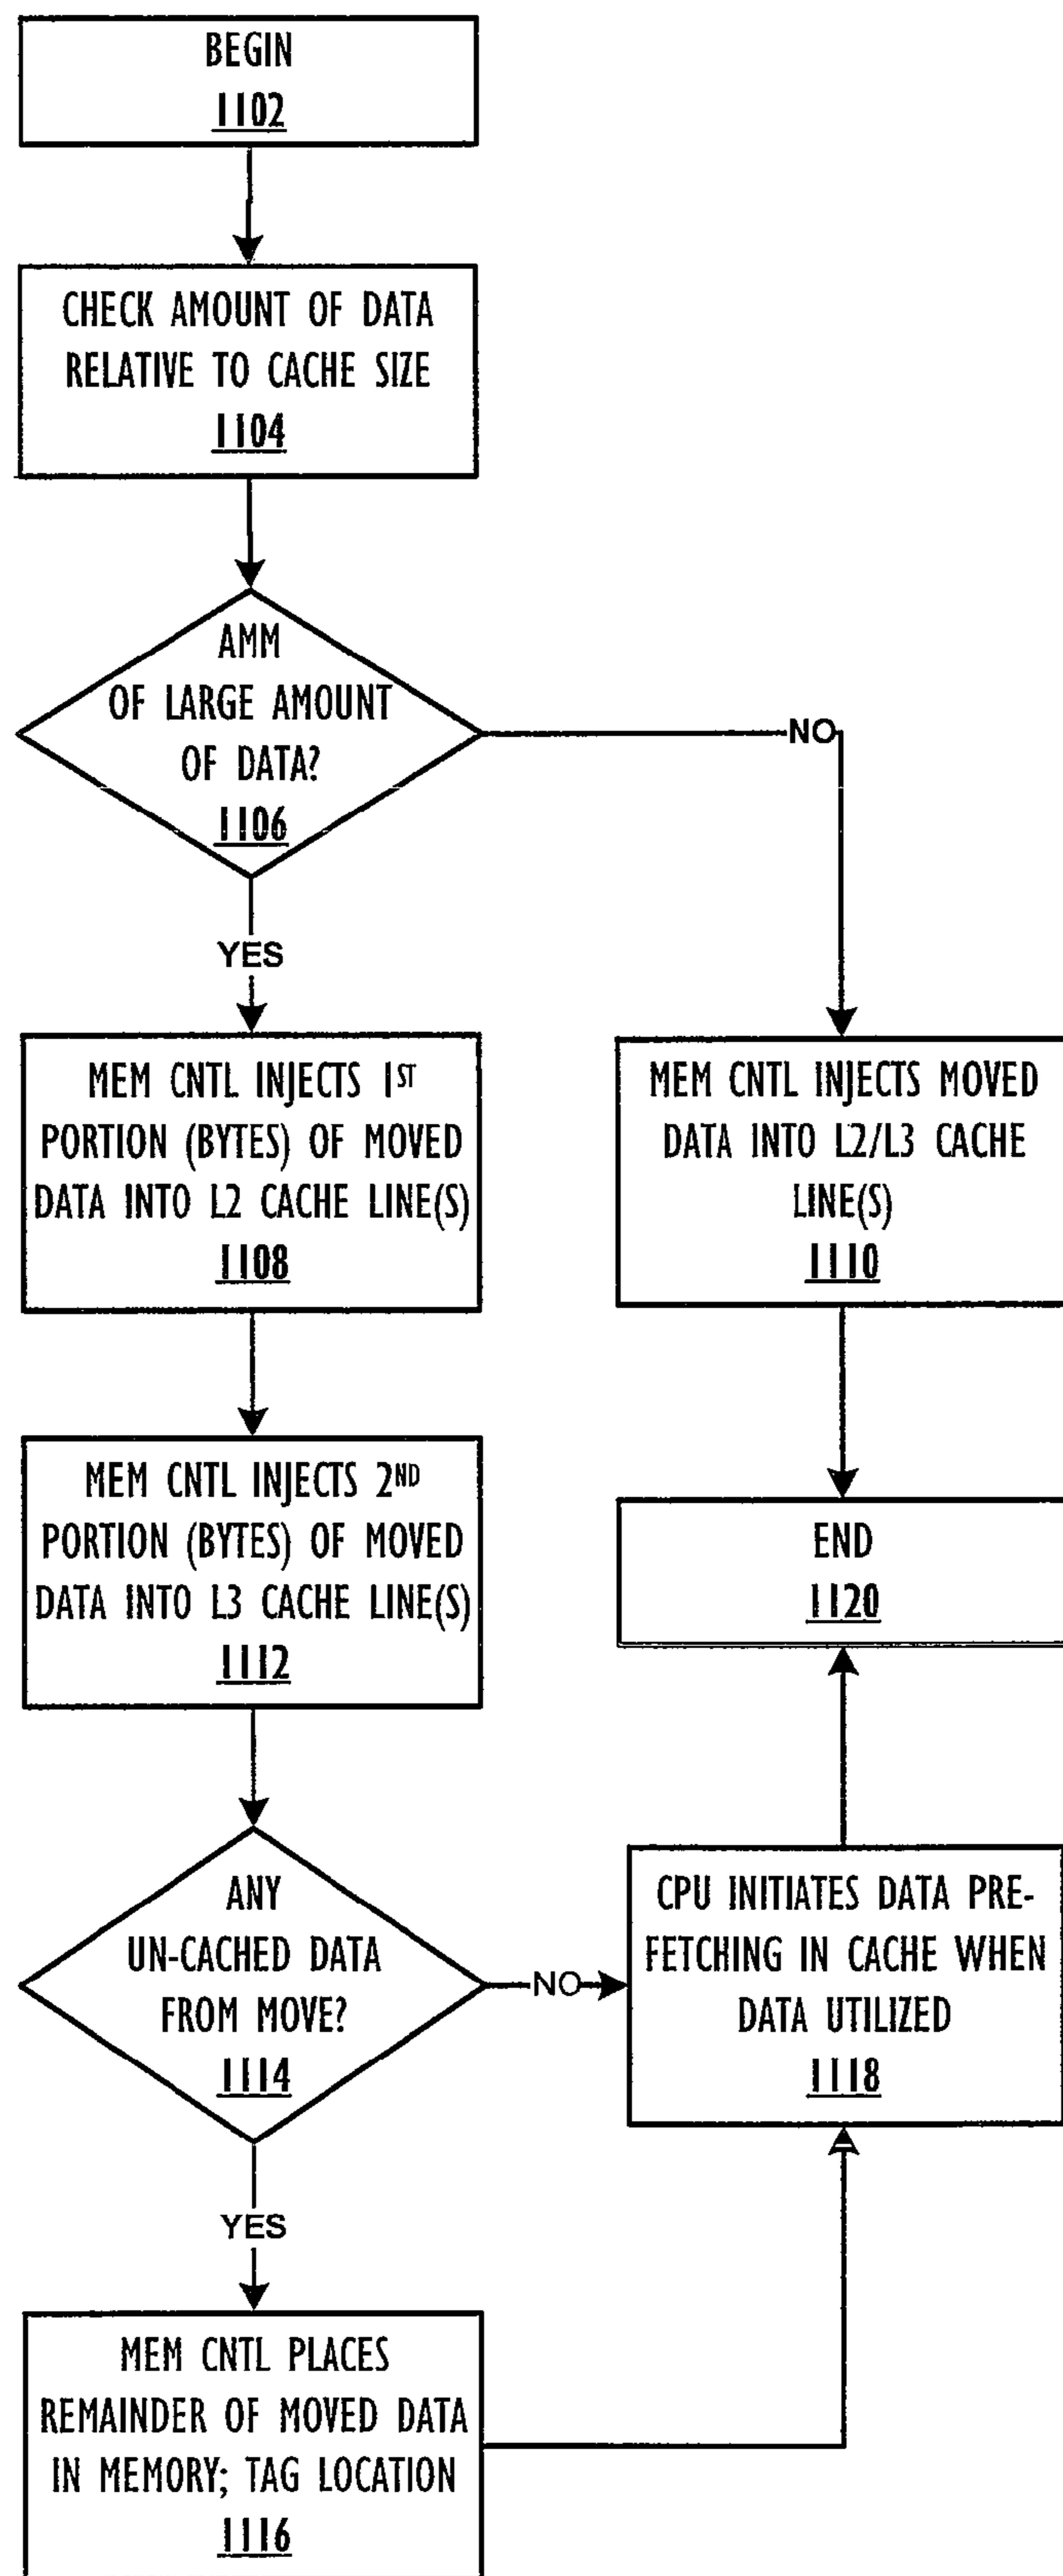 BEGIN
1102
CHECK AMOUNT OF DATA
RELATIVE TO CACHE SIZE
1104
AMM
OF LARGE AMOUNT
OF DATA?
1106
NO
YES
MEM CNTL INJECTS 1ST
PORTION (BYTES) OF MOVED
DATA INTO L2 CACHE LINE(S)
1108
MEM CNTL INJECTS MOVED
DATA INTO L2/L3 CACHE
LINE(S)
1110
MEM CNTL INJECTS 2ND
PORTION (BYTES) OF MOVED
DATA INTO L3 CACHE LINE(S)
1112
END
1120
ANY
UN-CACHED DATA
FROM MOVE?
1114
NO
CPU INITIATES DATA PRE-
FETCHING IN CACHE WHEN
DATA UTILIZED
1118
YES
MEM CNTL PLACES
REMAINDER OF MOVED DATA
IN MEMORY; TAG LOCATION
1116